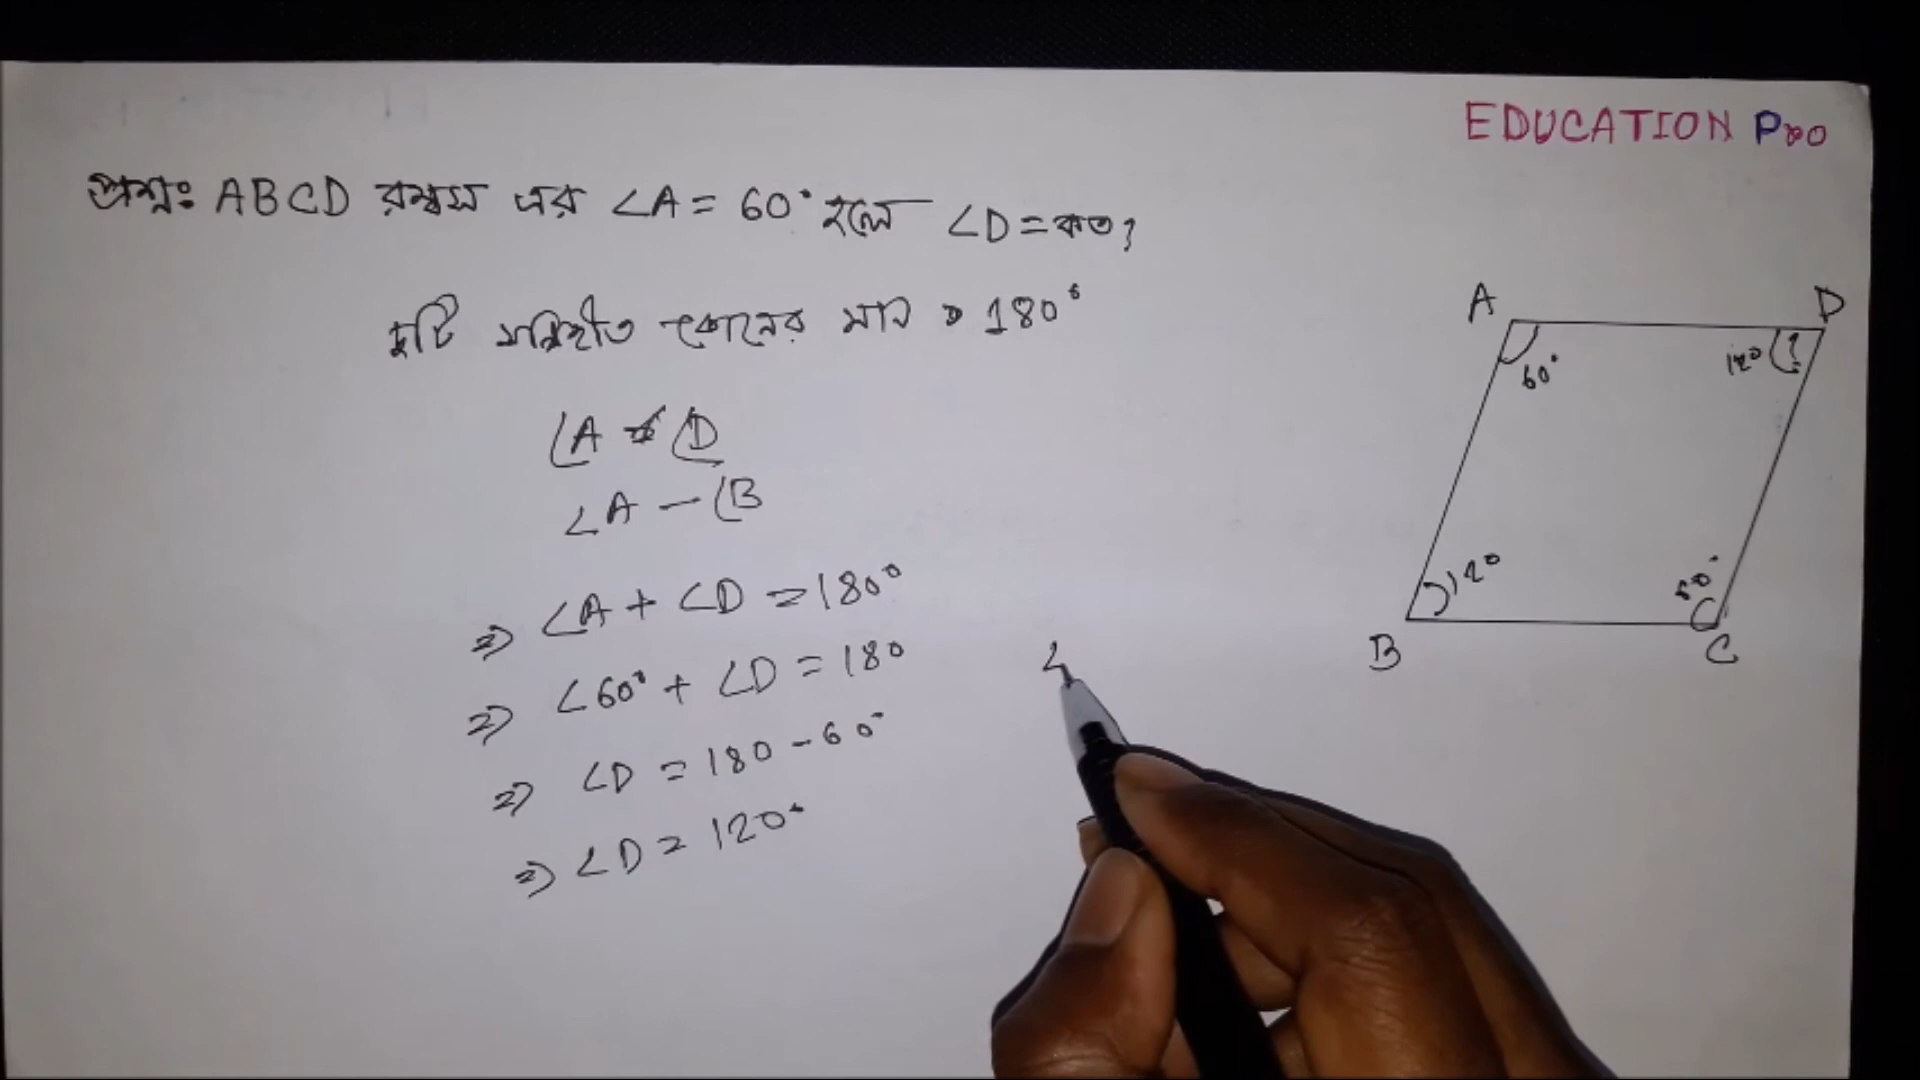 EDUCATION Pro
প্রশ্নঃ ABCD রম্বস এর ∠A = 60° হলে ∠D = কত?
দুটি সন্নিহীত কোনের মান = 180°
∠A ∠D
∠A — ∠B
⇒ ∠A + ∠D = 180°
⇒ ∠60° + ∠D = 180
⇒ ∠D = 180 - 60°
⇒ ∠D = 120°
∠
A D
60° 120 ?
120 60°
B C